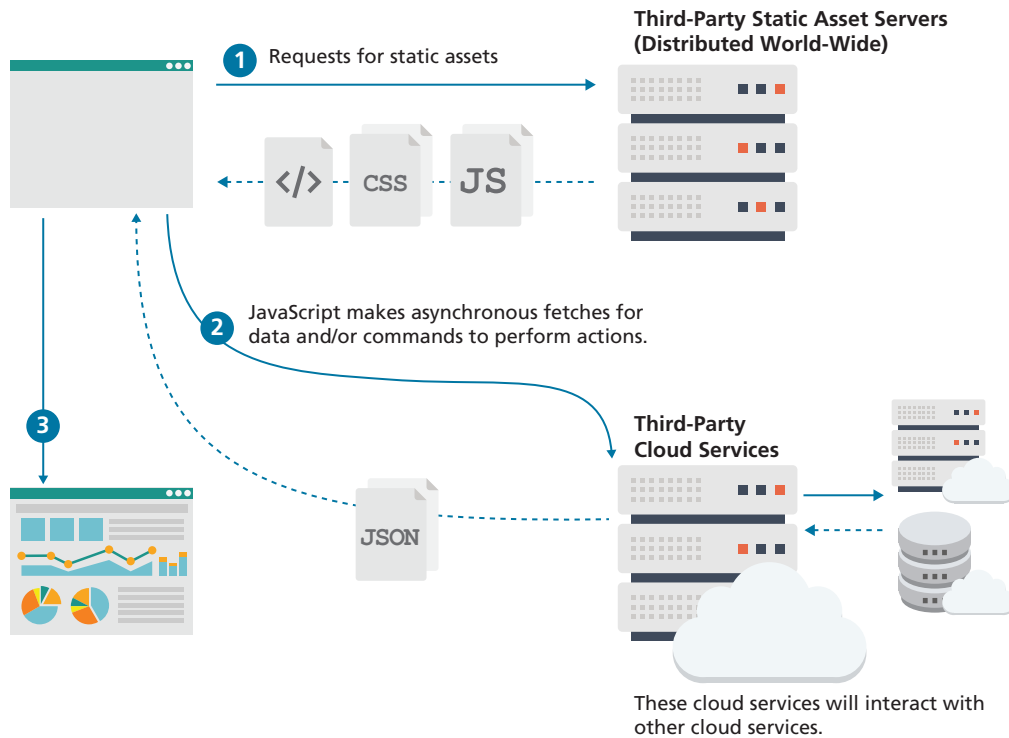 Third-Party Static Asset Servers
(Distributed World-Wide)
1
Requests for static assets
</>
CSS
JS
JavaScript makes asynchronous fetches for
2
data and/or commands to perform actions.
3
Third-Party
Cloud Services
JSON
These cloud services will interact with
other cloud services.